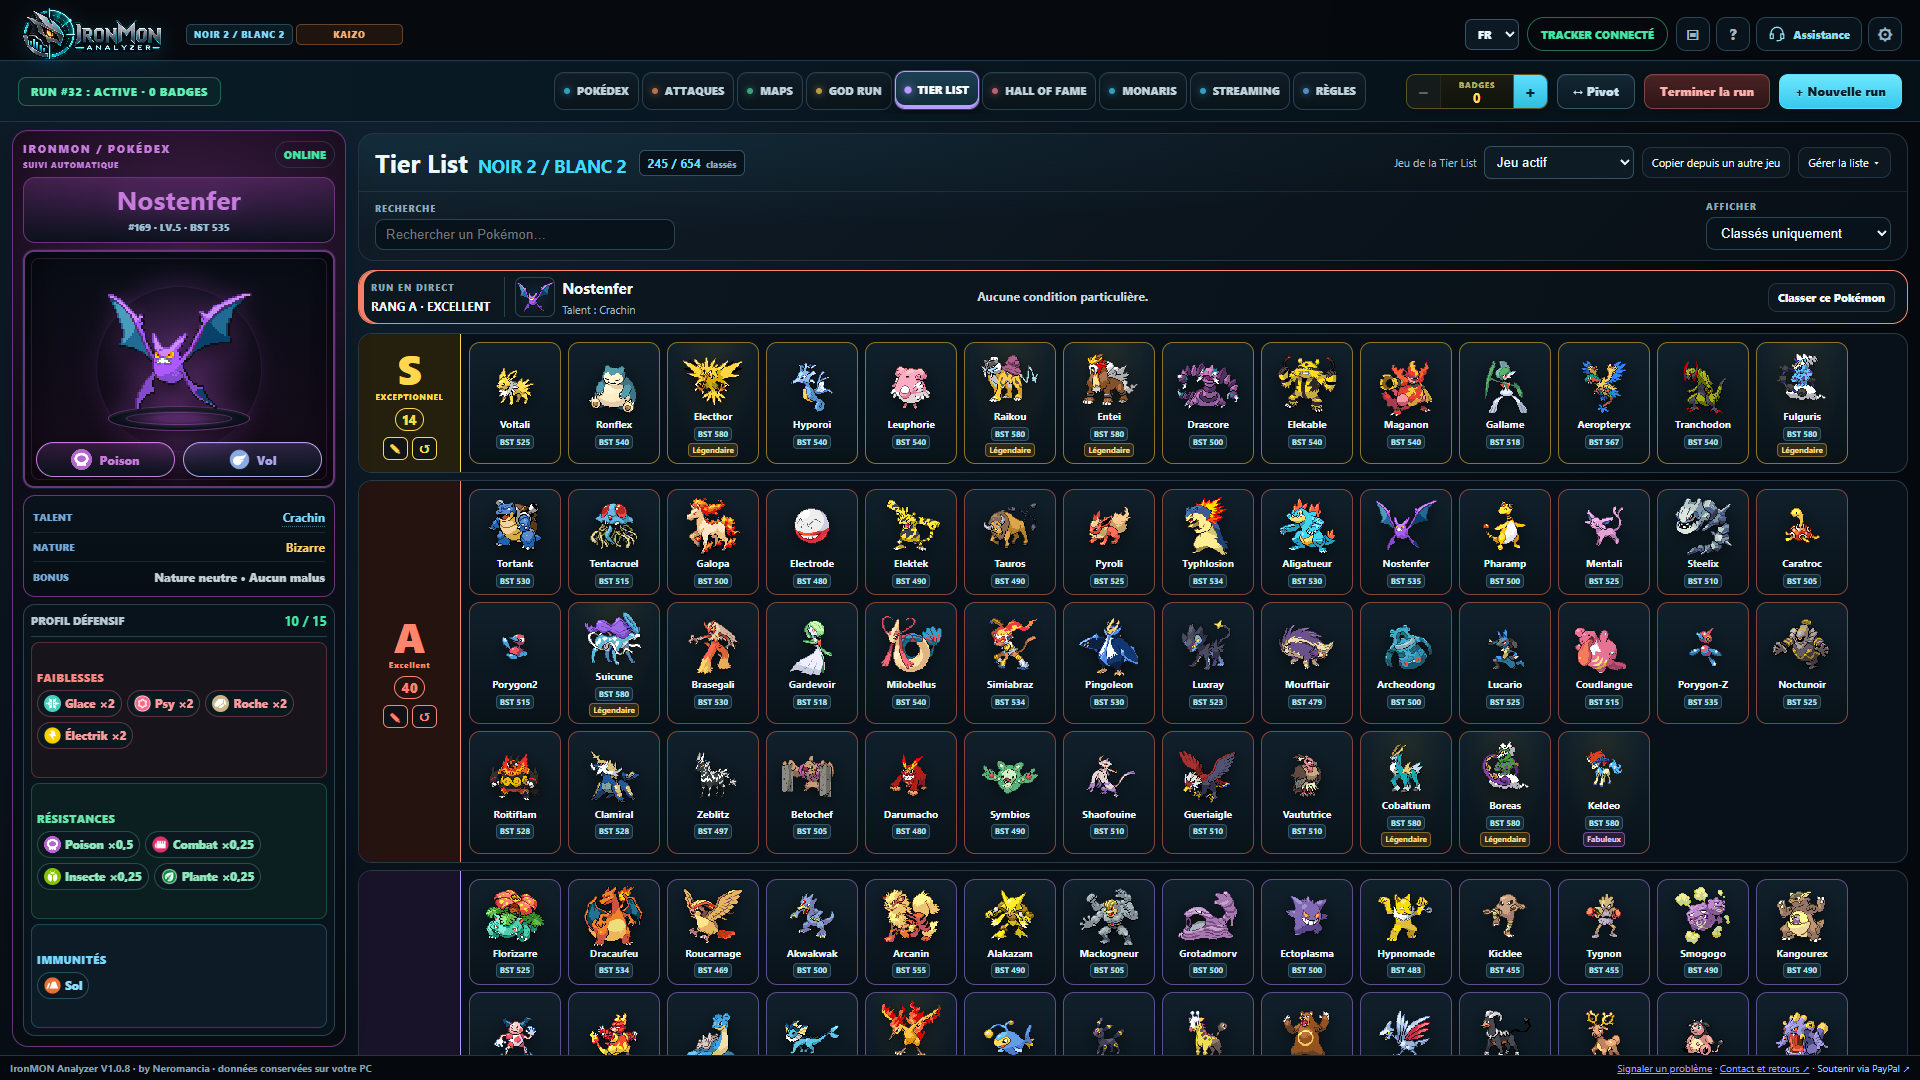 IRONMON
ANALYZER
NOIR 2 / BLANC 2
KAIZO
FR
TRACKER CONNECTÉ
?
Assistance
RUN #32 : ACTIVE · 0 BADGES
POKÉDEX
ATTAQUES
MAPS
GOD RUN
TIER LIST
HALL OF FAME
MONARIS
STREAMING
RÈGLES
− BADGES 0 +
↔ Pivot
Terminer la run
+ Nouvelle run
IRONMON / POKÉDEX
SUIVI AUTOMATIQUE
ONLINE
Nostenfer
#169 · LV.5 · BST 535
Poison
Vol
TALENT Crachin
NATURE Bizarre
BONUS Nature neutre • Aucun malus
PROFIL DÉFENSIF 10 / 15
FAIBLESSES
Glace ×2 Psy ×2 Roche ×2
Électrik ×2
RÉSISTANCES
Poison ×0,5 Combat ×0,25
Insecte ×0,25 Plante ×0,25
IMMUNITÉS
Sol
Tier List NOIR 2 / BLANC 2 245 / 654 classés
Jeu de la Tier List Jeu actif Copier depuis un autre jeu Gérer la liste
RECHERCHE
Rechercher un Pokémon…
AFFICHER
Classés uniquement
RUN EN DIRECT
RANG A · EXCELLENT
Nostenfer
Talent : Crachin
Aucune condition particulière.
Classer ce Pokémon
S
EXCEPTIONNEL
14
Voltali Ronflex Electhor Hyporoi Leuphorie Raikou Entei Drascore Elekable Maganon Gallame Aeropteryx Tranchodon Fulguris
BST 525 BST 540 BST 580 BST 540 BST 540 BST 580 BST 580 BST 500 BST 540 BST 540 BST 518 BST 567 BST 540 BST 580
Légendaire Légendaire Légendaire Légendaire
A
Excellent
40
Tortank Tentacruel Galopa Electrode Elektek Tauros Pyroli Typhlosion Aligatueur Nostenfer Pharamp Mentali Steelix Caratroc
BST 530 BST 515 BST 500 BST 480 BST 490 BST 490 BST 525 BST 534 BST 530 BST 535 BST 500 BST 525 BST 510 BST 505
Porygon2 Suicune Brasegali Gardevoir Milobellus Simiabraz Pingoleon Luxray Moufflair Archeodong Lucario Coudlangue Porygon-Z Noctunoir
BST 515 BST 580 BST 530 BST 518 BST 540 BST 534 BST 530 BST 523 BST 479 BST 500 BST 525 BST 515 BST 535 BST 525
Légendaire
Roitiflam Clamiral Zeblitz Betochef Darumacho Symbios Shaofouine Gueriaigle Vaututrice Cobaltium Boreas Keldeo
BST 528 BST 528 BST 497 BST 505 BST 480 BST 490 BST 510 BST 510 BST 510 BST 580 BST 580 BST 580
Légendaire Légendaire Fabuleux
Florizarre Dracaufeu Roucarnage Akwakwak Arcanin Alakazam Mackogneur Grotadmorv Ectoplasma Hypnomade Kicklee Tygnon Smogogo Kangourex
BST 525 BST 534 BST 469 BST 500 BST 555 BST 490 BST 505 BST 500 BST 500 BST 483 BST 455 BST 455 BST 490 BST 490
IronMON Analyzer V1.0.8 · by Neromancia · données conservées sur votre PC
Signaler un problème · Contact et retours ↗ · Soutenir via PayPal ↗